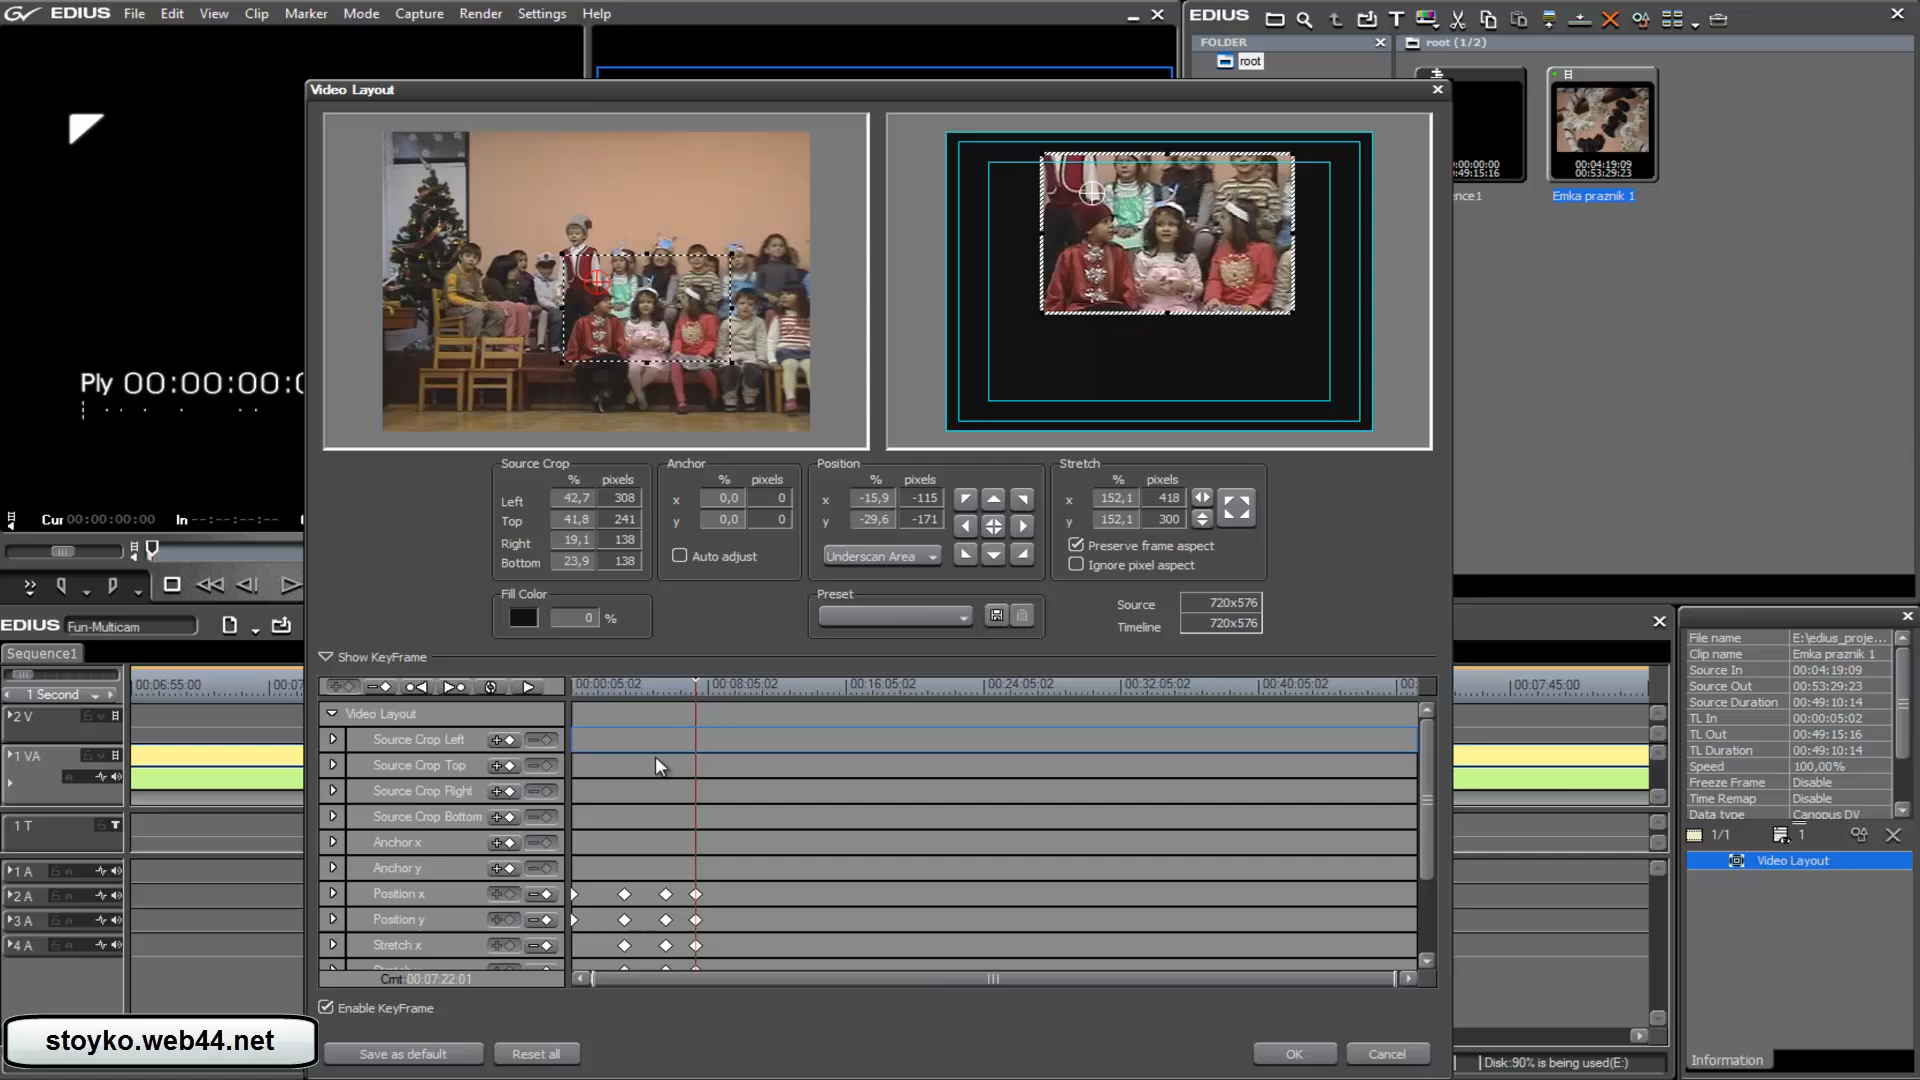 EDIUS File Edit View Clip Marker Mode Capture Render Settings Help
EDIUS
FOLDER
root (1/2)
root
Video Layout
00:00:00
49:15:16
ence1
00:04:19:09
00:53:29:23
Emka praznik 1
Ply 00:00:00:0
Cur 00:00:00:00 In --:--:--:--
Source Crop
% pixels
Left 42,7 308
Top 41,8 241
Right 19,1 138
Bottom 23,9 138
Anchor
% pixels
x 0,0 0
y 0,0 0
Auto adjust
Position
% pixels
x -15,9 -115
y -29,6 -171
Underscan Area
Stretch
% pixels
x 152,1 418
y 152,1 300
Preserve frame aspect
Ignore pixel aspect
Fill Color
0 %
Preset
Source 720x576
Timeline 720x576
Show KeyFrame
00:00:05:02 00:08:05:02 00:16:05:02 00:24:05:02 00:32:05:02 00:40:05:02 00:
Video Layout
Source Crop Left
Source Crop Top
Source Crop Right
Source Crop Bottom
Anchor x
Anchor y
Position x
Position y
Stretch x
Crnt:00:07:22:01
Enable KeyFrame
Save as default
Reset all
OK
Cancel
EDIUS Fun-Multicam
Sequence1
1 Second
00:06:55:00 00:07
00:07:45:00
2 V
1 VA
1 T T
1 A
2 A
3 A
4 A
stoyko.web44.net
Disk:90% is being used(E:)
File name E:\edius_proje...
Clip name Emka praznik 1
Source In 00:04:19:09
Source Out 00:53:29:23
Source Duration 00:49:10:14
TL In 00:00:05:02
TL Out 00:49:15:16
TL Duration 00:49:10:14
Speed 100,00%
Freeze Frame Disable
Time Remap Disable
Data type Canopus DV
1/1 1
Video Layout
Information